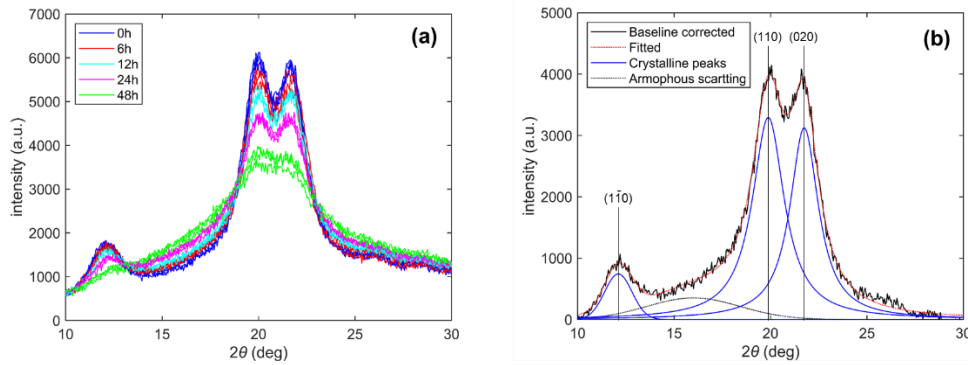 (a)
0h
6h
12h
24h
48h
7000
6000
5000
4000
3000
2000
1000
0
intensity (a.u.)
10
15
20
25
30
2θ (deg)
(b)
Baseline corrected
Fitted
Crystalline peaks
Armophous scartting
(110) (020)
(11̄0)
5000
4000
3000
2000
1000
0
intensity (a.u.)
10
15
20
25
30
2θ (deg)